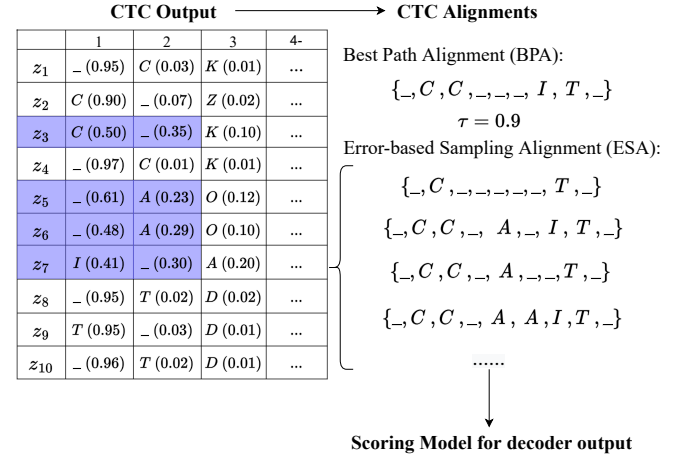 CTC Output CTC Alignments
1 2 3 4-
z1 _ (0.95) C (0.03) K (0.01) ...
z2 C (0.90) _ (0.07) Z (0.02) ...
z3 C (0.50) _ (0.35) K (0.10) ...
z4 _ (0.97) C (0.01) K (0.01) ...
z5 _ (0.61) A (0.23) O (0.12) ...
z6 _ (0.48) A (0.29) O (0.10) ...
z7 I (0.41) _ (0.30) A (0.20) ...
z8 _ (0.95) T (0.02) D (0.02) ...
z9 T (0.95) _ (0.03) D (0.01) ...
z10 _ (0.96) T (0.02) D (0.01) ...
Best Path Alignment (BPA):
{_, C, C, _, _, _, I, T, _}
τ = 0.9
Error-based Sampling Alignment (ESA):
{_, C, _, _, _, _, _, T, _}
{_, C, C, _, A, _, I, T, _}
{_, C, C, _, A, _, _, T, _}
{_, C, C, _, A, A, I, T, _}
......
Scoring Model for decoder output